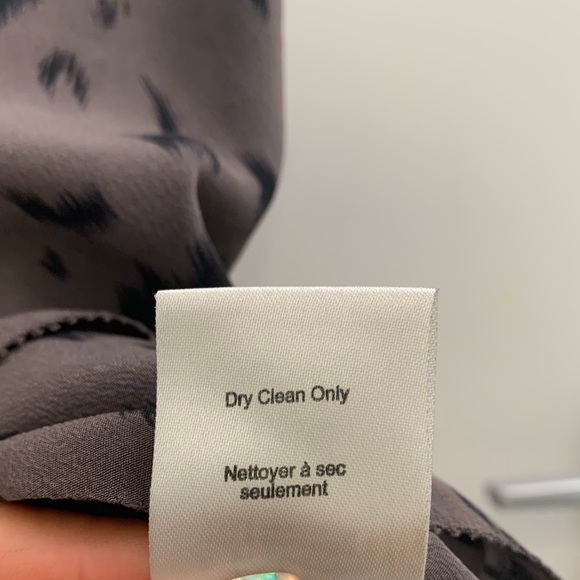 Dry Clean Only
Nettoyer à sec
seulement